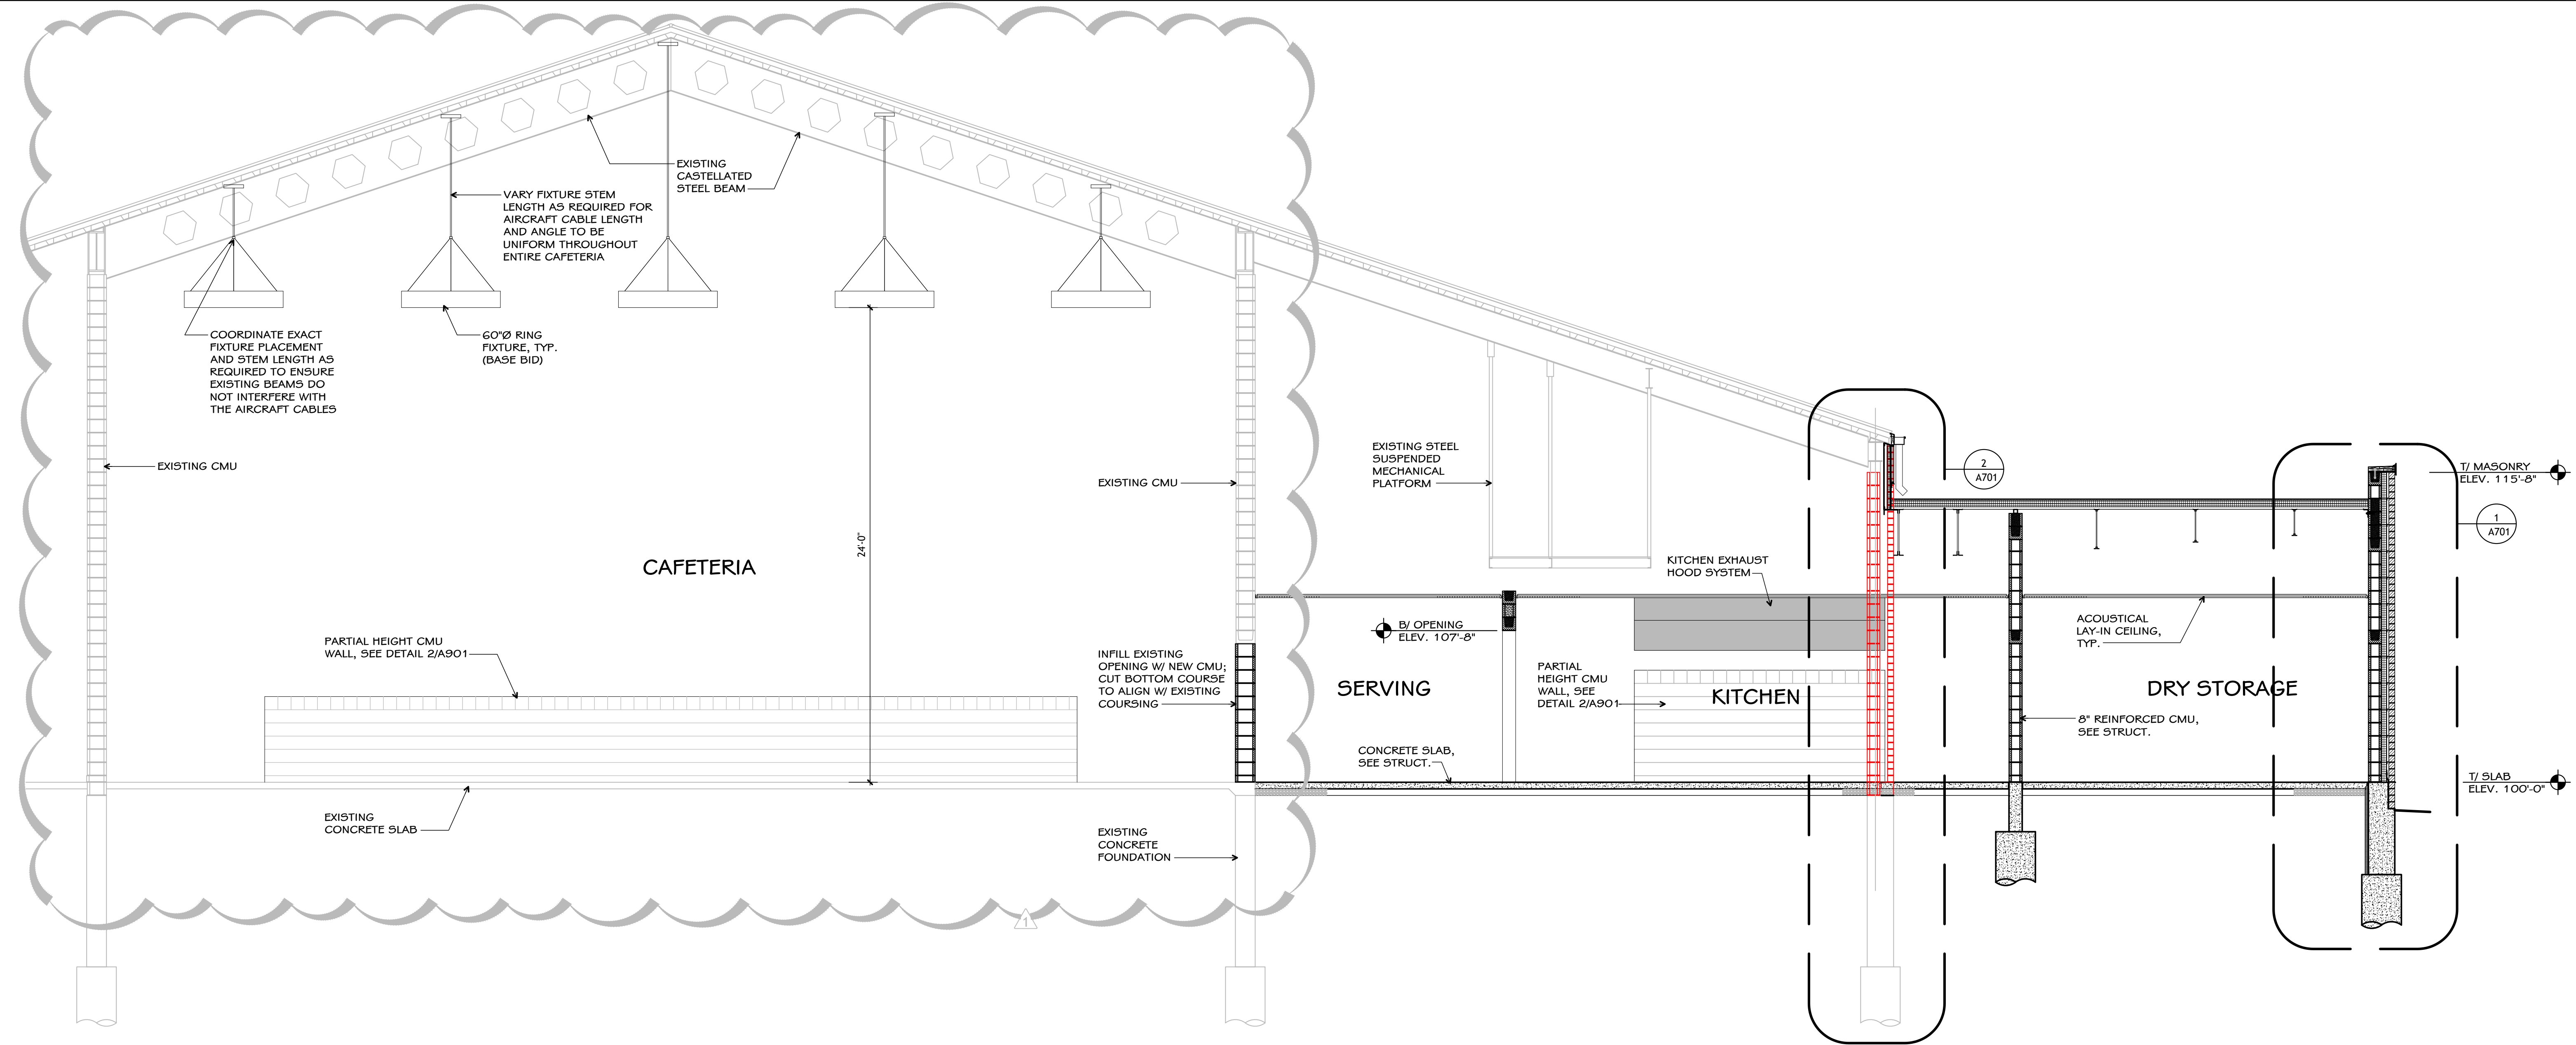 EXISTING
CASTELLATED
STEEL BEAM
VARY FIXTURE STEM
LENGTH AS REQUIRED FOR
AIRCRAFT CABLE LENGTH
AND ANGLE TO BE
UNIFORM THROUGHOUT
ENTIRE CAFETERIA
COORDINATE EXACT
FIXTURE PLACEMENT
AND STEM LENGTH AS
REQUIRED TO ENSURE
EXISTING BEAMS DO
NOT INTERFERE WITH
THE AIRCRAFT CABLES
60"Ø RING
FIXTURE, TYP.
(BASE BID)
EXISTING CMU
EXISTING CMU
24'-0"
CAFETERIA
PARTIAL HEIGHT CMU
WALL, SEE DETAIL 2/A901
INFILL EXISTING
OPENING W/ NEW CMU;
CUT BOTTOM COURSE
TO ALIGN W/ EXISTING
COURSING
EXISTING
CONCRETE SLAB
EXISTING
CONCRETE
FOUNDATION
1
EXISTING STEEL
SUSPENDED
MECHANICAL
PLATFORM
KITCHEN EXHAUST
HOOD SYSTEM
B/ OPENING
ELEV. 107'-8"
SERVING
PARTIAL
HEIGHT CMU
WALL, SEE
DETAIL 2/A901
KITCHEN
CONCRETE SLAB,
SEE STRUCT.
2
A701
ACOUSTICAL
LAY-IN CEILING,
TYP.
DRY STORAGE
8" REINFORCED CMU,
SEE STRUCT.
T/ MASONRY
ELEV. 115'-8"
1
A701
T/ SLAB
ELEV. 100'-0"